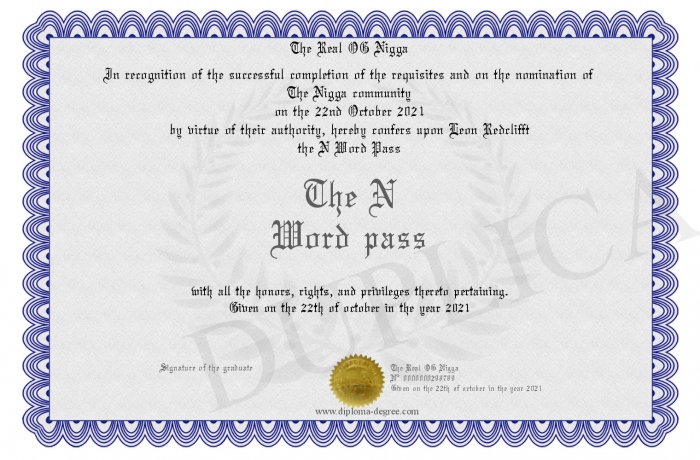 The Real OG Nigga
In recognition of the successful completion of the requisites and on the nomination of
The Nigga community
on the 22nd October 2021
by virtue of their authority, hereby confers upon Leon Redclifft
the N Word Pass
The N
Word pass
with all the honors, rights, and privileges thereto pertaining.
Given on the 22th of october in the year 2021
DUPLICA
Signature of the graduate
The Real OG Nigga
N° 0000000298789
Given on the 22th of october in the year 2021
www.diploma-degree.com